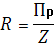 R = Пр / Z